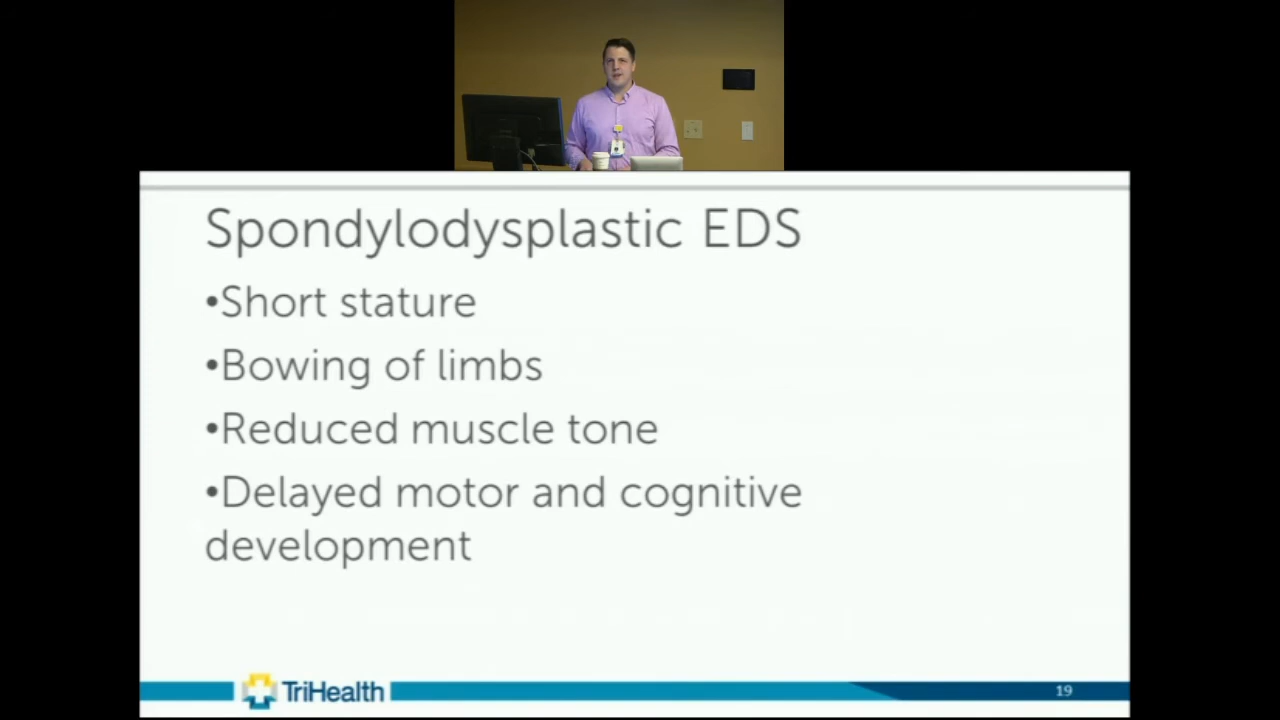 Spondylodysplastic EDS
•Short stature
•Bowing of limbs
•Reduced muscle tone
•Delayed motor and cognitive
development
TriHealth
19